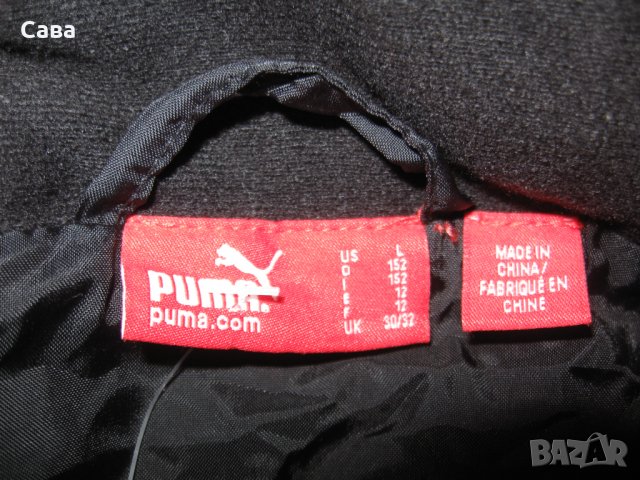 Сава
PUMA
puma.com
US L
D 152
I 152
E 12
F 12
UK 30/32
MADE IN
CHINA/
FABRIQUÉ EN
CHINE
BAZAR